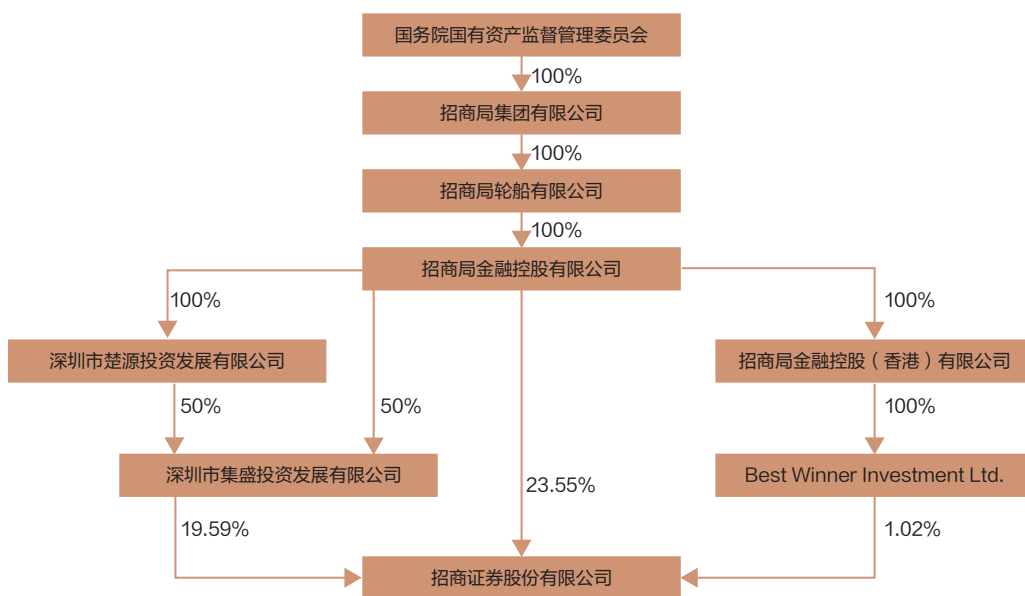 国务院国有资产监督管理委员会
100%
招商局集团有限公司
100%
招商局轮船有限公司
100%
招商局金融控股有限公司
100%
100%
深圳市楚源投资发展有限公司
招商局金融控股（香港）有限公司
50%
50%
100%
深圳市集盛投资发展有限公司
Best Winner Investment Ltd.
23.55%
19.59%
1.02%
招商证券股份有限公司